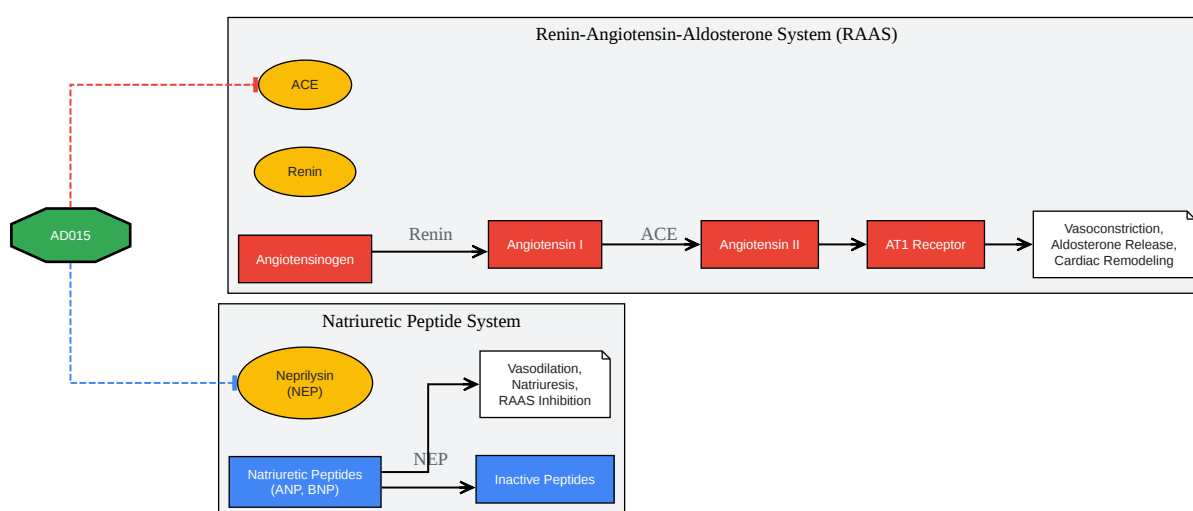 Renin-Angiotensin-Aldosterone System (RAAS)
ACE
Renin
AD015
Angiotensinogen
Renin
Angiotensin I
ACE
Angiotensin II
AT1 Receptor
Vasoconstriction,
Aldosterone Release,
Cardiac Remodeling
Natriuretic Peptide System
Neprilysin
(NEP)
Vasodilation,
Natriuresis,
RAAS Inhibition
Natriuretic Peptides
(ANP, BNP)
NEP
Inactive Peptides